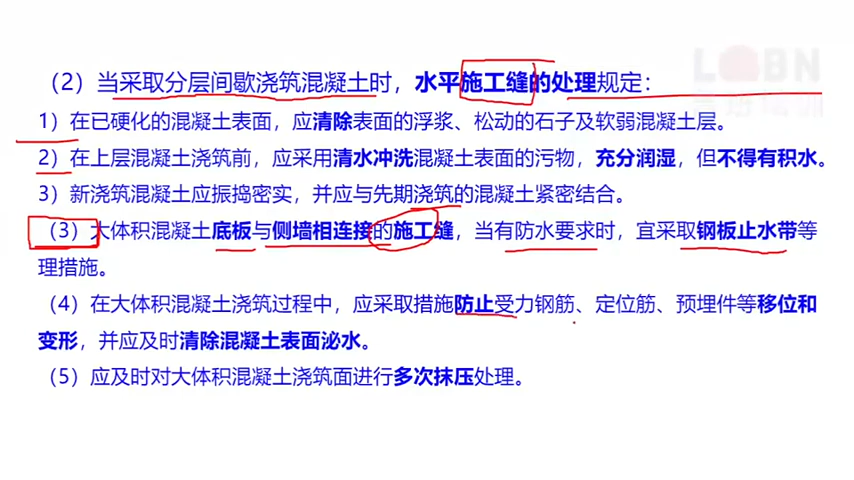 （2）当采取分层间歇浇筑混凝土时，水平施工缝的处理规定：
1）在已硬化的混凝土表面，应清除表面的浮浆、松动的石子及软弱混凝土层。
2）在上层混凝土浇筑前，应采用清水冲洗混凝土表面的污物，充分润湿，但不得有积水。
3）新浇筑混凝土应振捣密实，并应与先期浇筑的混凝土紧密结合。
（3）大体积混凝土底板与侧墙相连接的施工缝，当有防水要求时，宜采取钢板止水带等
理措施。
（4）在大体积混凝土浇筑过程中，应采取措施防止受力钢筋、定位筋、预埋件等移位和
变形，并应及时清除混凝土表面泌水。
（5）应及时对大体积混凝土浇筑面进行多次抹压处理。